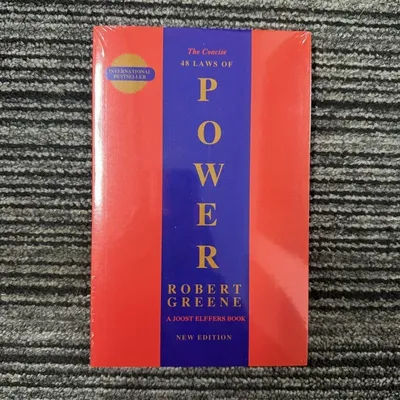 The Concise
48 LAWS OF
INTERNATIONAL
BESTSELLER
P
O
W
E
R
ROBERT
GREENE
A JOOST ELFFERS BOOK
NEW EDITION